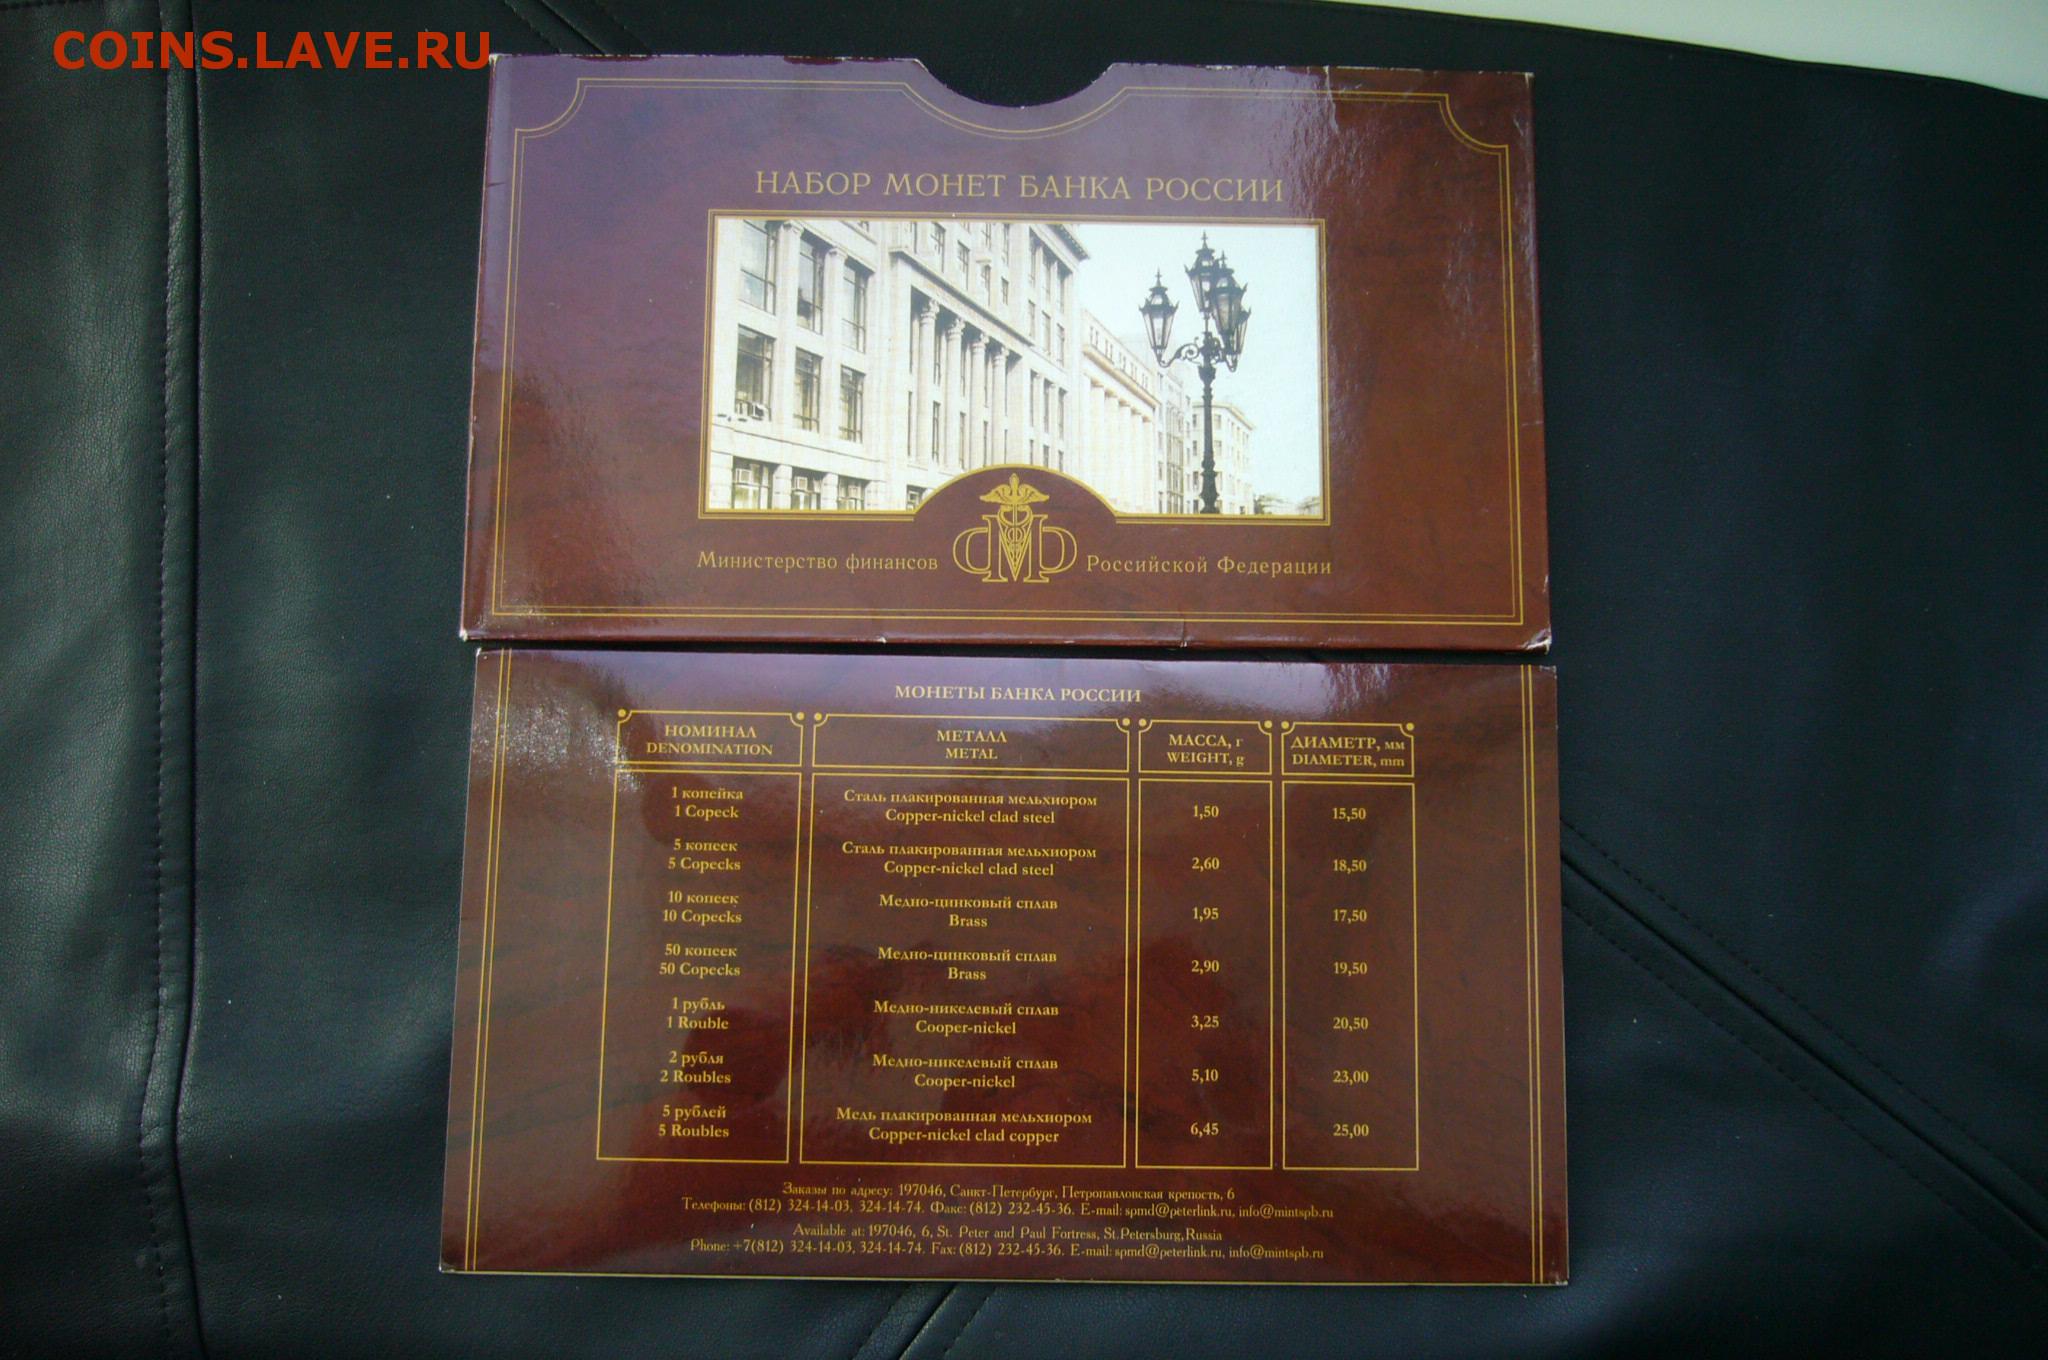 COINS.LAVE.RU
НАБОР МОНЕТ БАНКА РОССИИ
Министерство финансов Российской Федерации
МОНЕТЫ БАНКА РОССИИ
НОМИНАЛ МЕТАЛЛ МАССА, г ДИАМЕТР, мм
DENOMINATION METAL WEIGHT, g DIAMETER, mm
1 копейка Сталь плакированная мельхиором
1 Copeck Copper-nickel clad steel 1,50 15,50
5 копеек Сталь плакированная мельхиором
5 Copecks Copper-nickel clad steel 2,60 18,50
10 копеек Медно-цинковый сплав
10 Copecks Brass 1,95 17,50
50 копеек Медно-цинковый сплав
50 Copecks Brass 2,90 19,50
1 рубль Медно-никелевый сплав
1 Rouble Cooper-nickel 3,25 20,50
2 рубля Медно-никелевый сплав
2 Roubles Cooper-nickel 5,10 23,00
5 рублей Медь плакированная мельхиором
5 Roubles Copper-nickel clad copper 6,45 25,00
Заказы по адресу: 197046, Санкт-Петербург, Петропавловская крепость, 6
Телефоны: (812) 324-14-03, 324-14-74. Факс: (812) 232-45-36. E-mail: spmd@peterlink.ru, info@mintspb.ru
Available at: 197046, 6, St. Peter and Paul Fortress, St.Petersburg, Russia
Phone: +7(812) 324-14-03, 324-14-74. Fax: (812) 232-45-36. E-mail: spmd@peterlink.ru, info@mintspb.ru